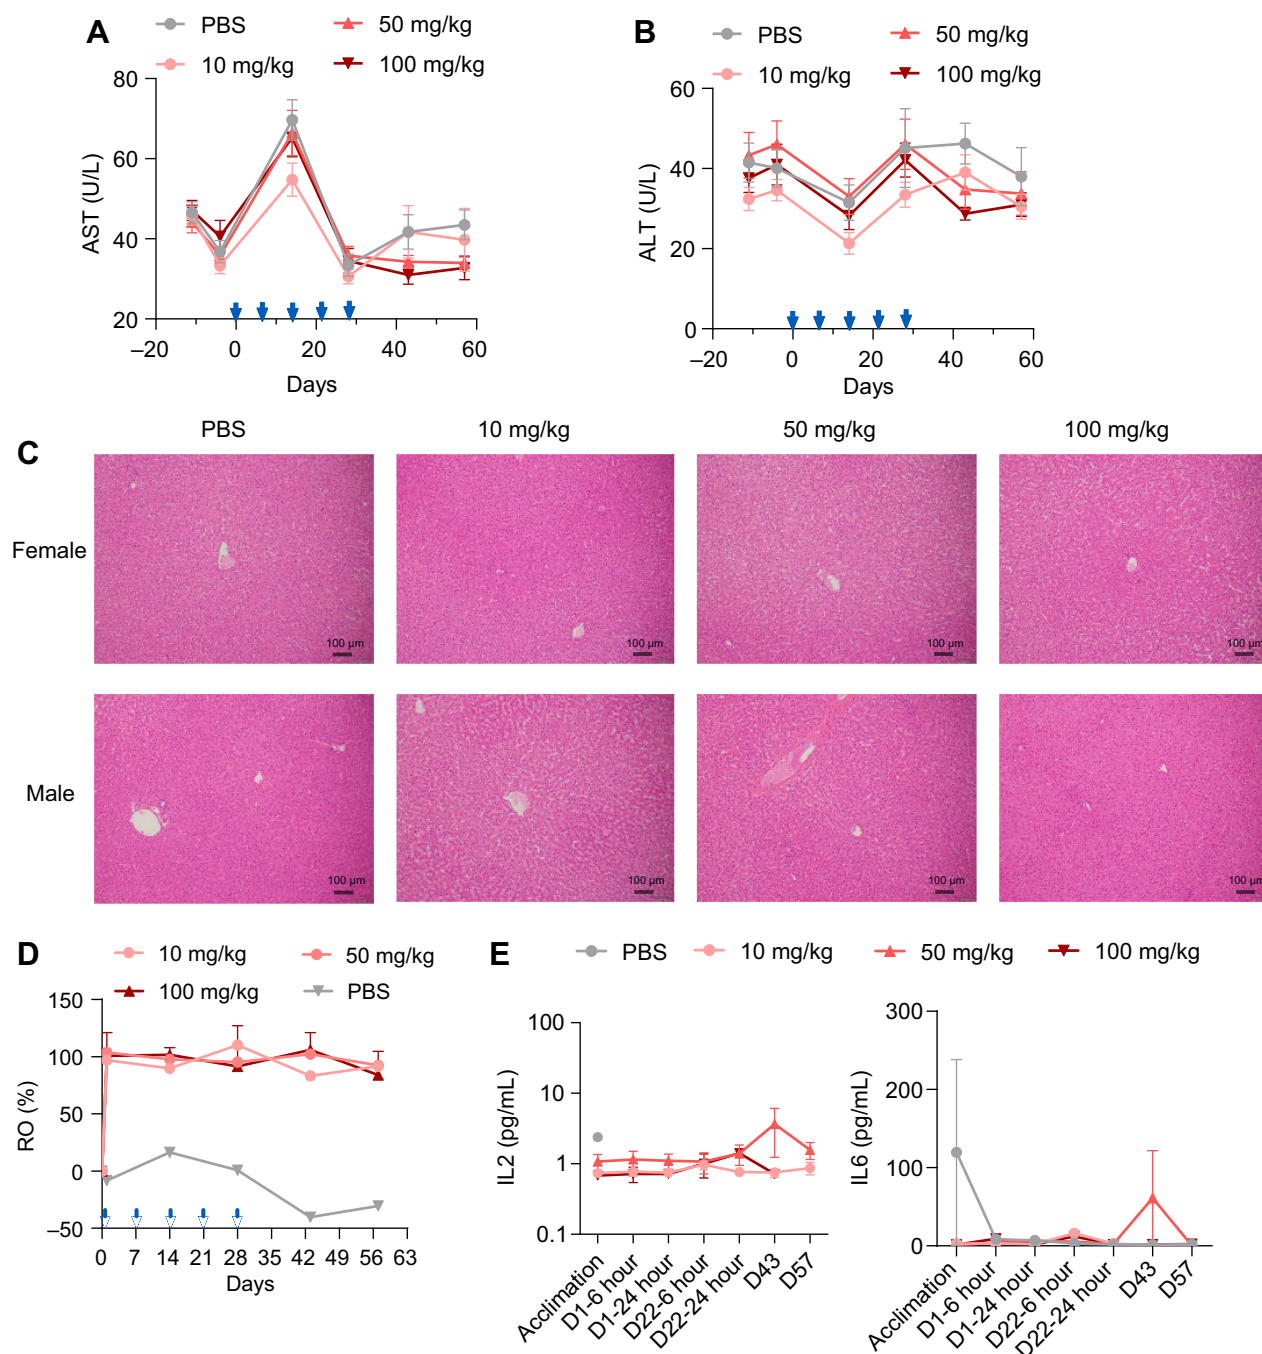 A
PBS
50 mg/kg
10 mg/kg
100 mg/kg
80
60
40
20
AST (U/L)
–20
0
20
40
60
Days
B
PBS
50 mg/kg
10 mg/kg
100 mg/kg
60
40
20
0
ALT (U/L)
–20
0
20
40
60
Days
C
PBS
10 mg/kg
50 mg/kg
100 mg/kg
Female
100 µm
100 µm
100 µm
100 µm
Male
100 µm
100 µm
100 µm
100 µm
D
10 mg/kg
50 mg/kg
100 mg/kg
PBS
150
100
50
0
–50
RO (%)
0
7
14
21
28
35
42
49
56
63
Days
E
PBS
10 mg/kg
50 mg/kg
100 mg/kg
100
10
1
0.1
IL2 (pg/mL)
Acclimation
D1-6 hour
D1-24 hour
D22-6 hour
D22-24 hour
D43
D57
300
200
100
0
IL6 (pg/mL)
Acclimation
D1-6 hour
D1-24 hour
D22-6 hour
D22-24 hour
D43
D57